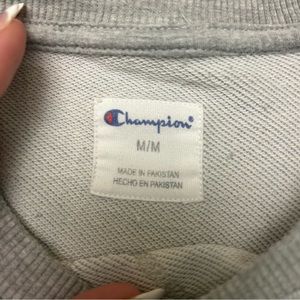 Champion®
M/M
MADE IN PAKISTAN
HECHO EN PAKISTAN